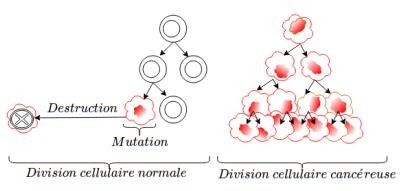 Destruction
Mutation
Division cellulaire normale
Division cellulaire cancéreuse